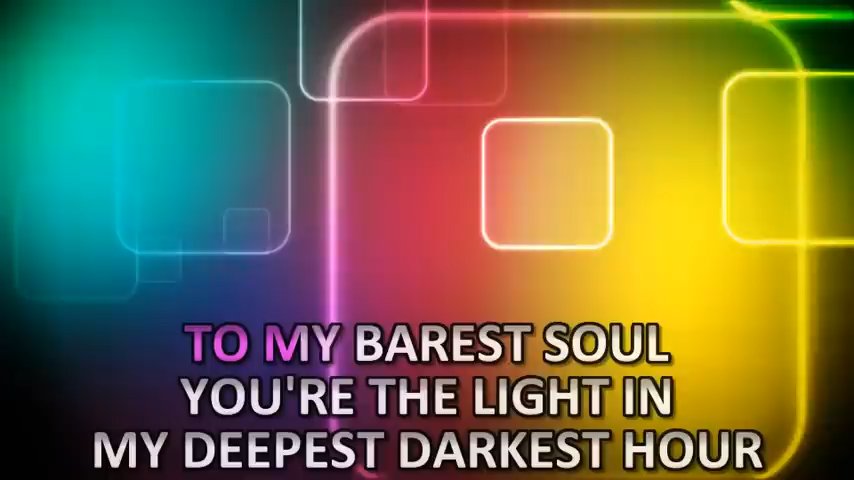 TO MY BAREST SOUL
YOU'RE THE LIGHT IN
MY DEEPEST DARKEST HOUR